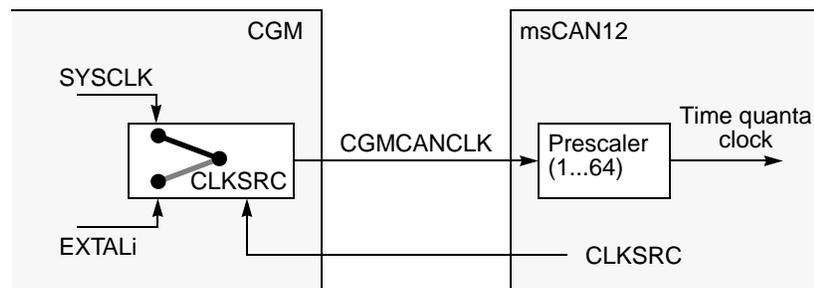 CGM
msCAN12
SYSCLK
Time quanta
clock
CGMCANCLK
Prescaler
(1...64)
CLKSRC
EXTALi
CLKSRC